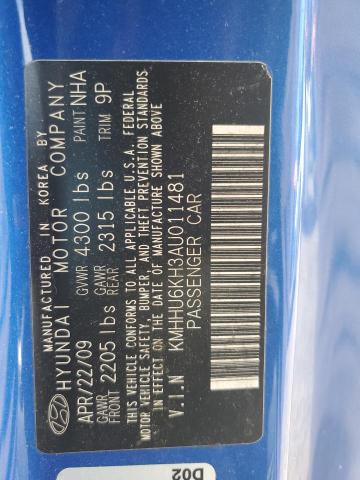 MANUFACTURED IN KOREA BY
HYUNDAI MOTOR COMPANY
APR/22/09 GVWR 4300 lbs PAINT NHA
GAWR FRONT 2205 lbs GAWR REAR 2315 lbs TRIM 9P
THIS VEHICLE CONFORMS TO ALL APPLICABLE U.S.A. FEDERAL
MOTOR VEHICLE SAFETY, BUMPER, AND THEFT PREVENTION STANDARDS
IN EFFECT ON THE DATE OF MANUFACTURE SHOWN ABOVE
V.I.N KMHHU6KH3AU011481
PASSENGER CAR
D02